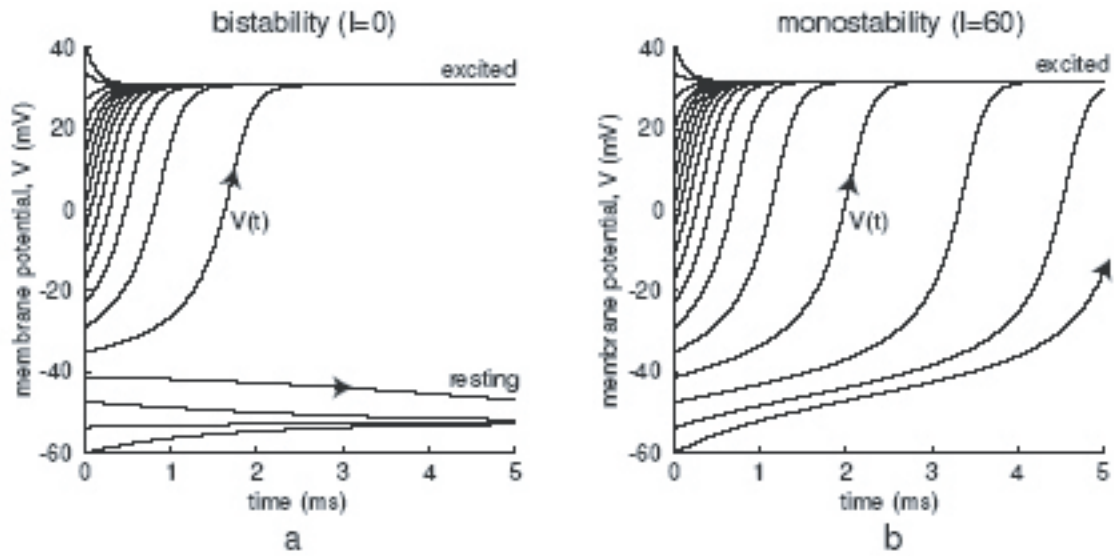 bistability (I=0)
membrane potential, V (mV)
40
20
0
-20
-40
-60
excited
V(t)
resting
0 1 2 3 4 5
time (ms)
a
monostability (I=60)
membrane potential, V (mV)
40
20
0
-20
-40
-60
excited
V(t)
0 1 2 3 4 5
time (ms)
b